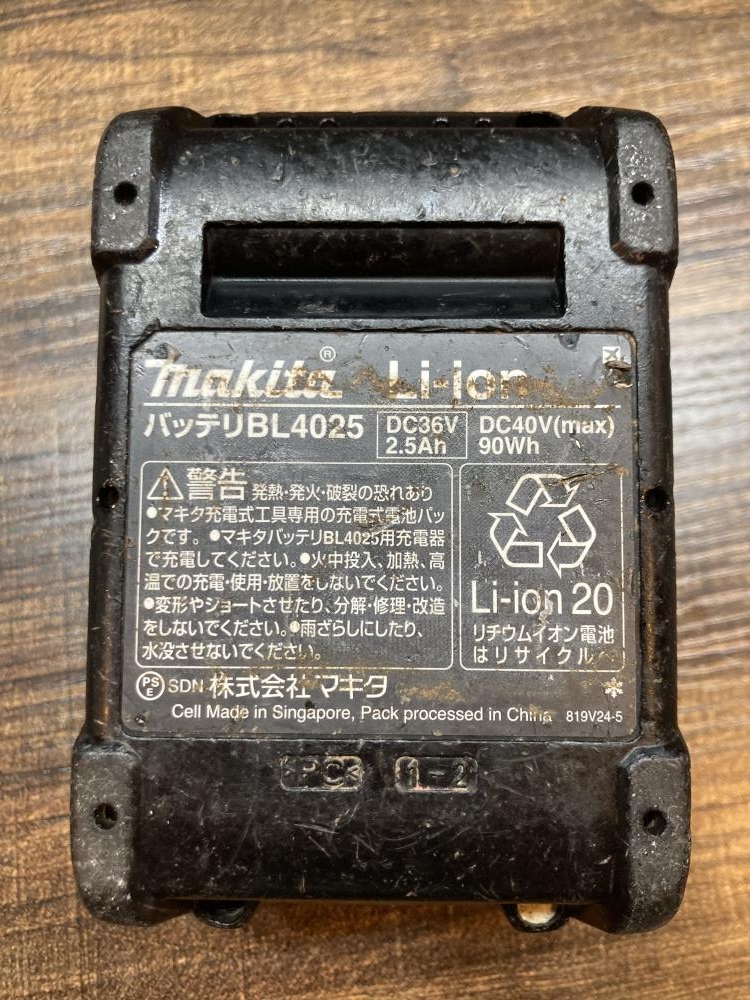 makita® Li-ion
バッテリBL4025 DC36V 2.5Ah DC40V(max) 90Wh
警告 発熱・発火・破裂の恐れあり
●マキタ充電式工具専用の充電式電池パッ
クです。●マキタバッテリBL4025用充電器
で充電してください。●火中投入、加熱、高
温での充電・使用・放置をしないでください。
●変形やショートさせたり、分解・修理・改造
をしないでください。●雨ざらしにしたり、
水没させないでください。
Li-ion 20
リチウムイオン電池
はリサイクルへ
PSE SDN 株式会社マキタ
Cell Made in Singapore, Pack processed in China 819V24-5
>PC< 1-2